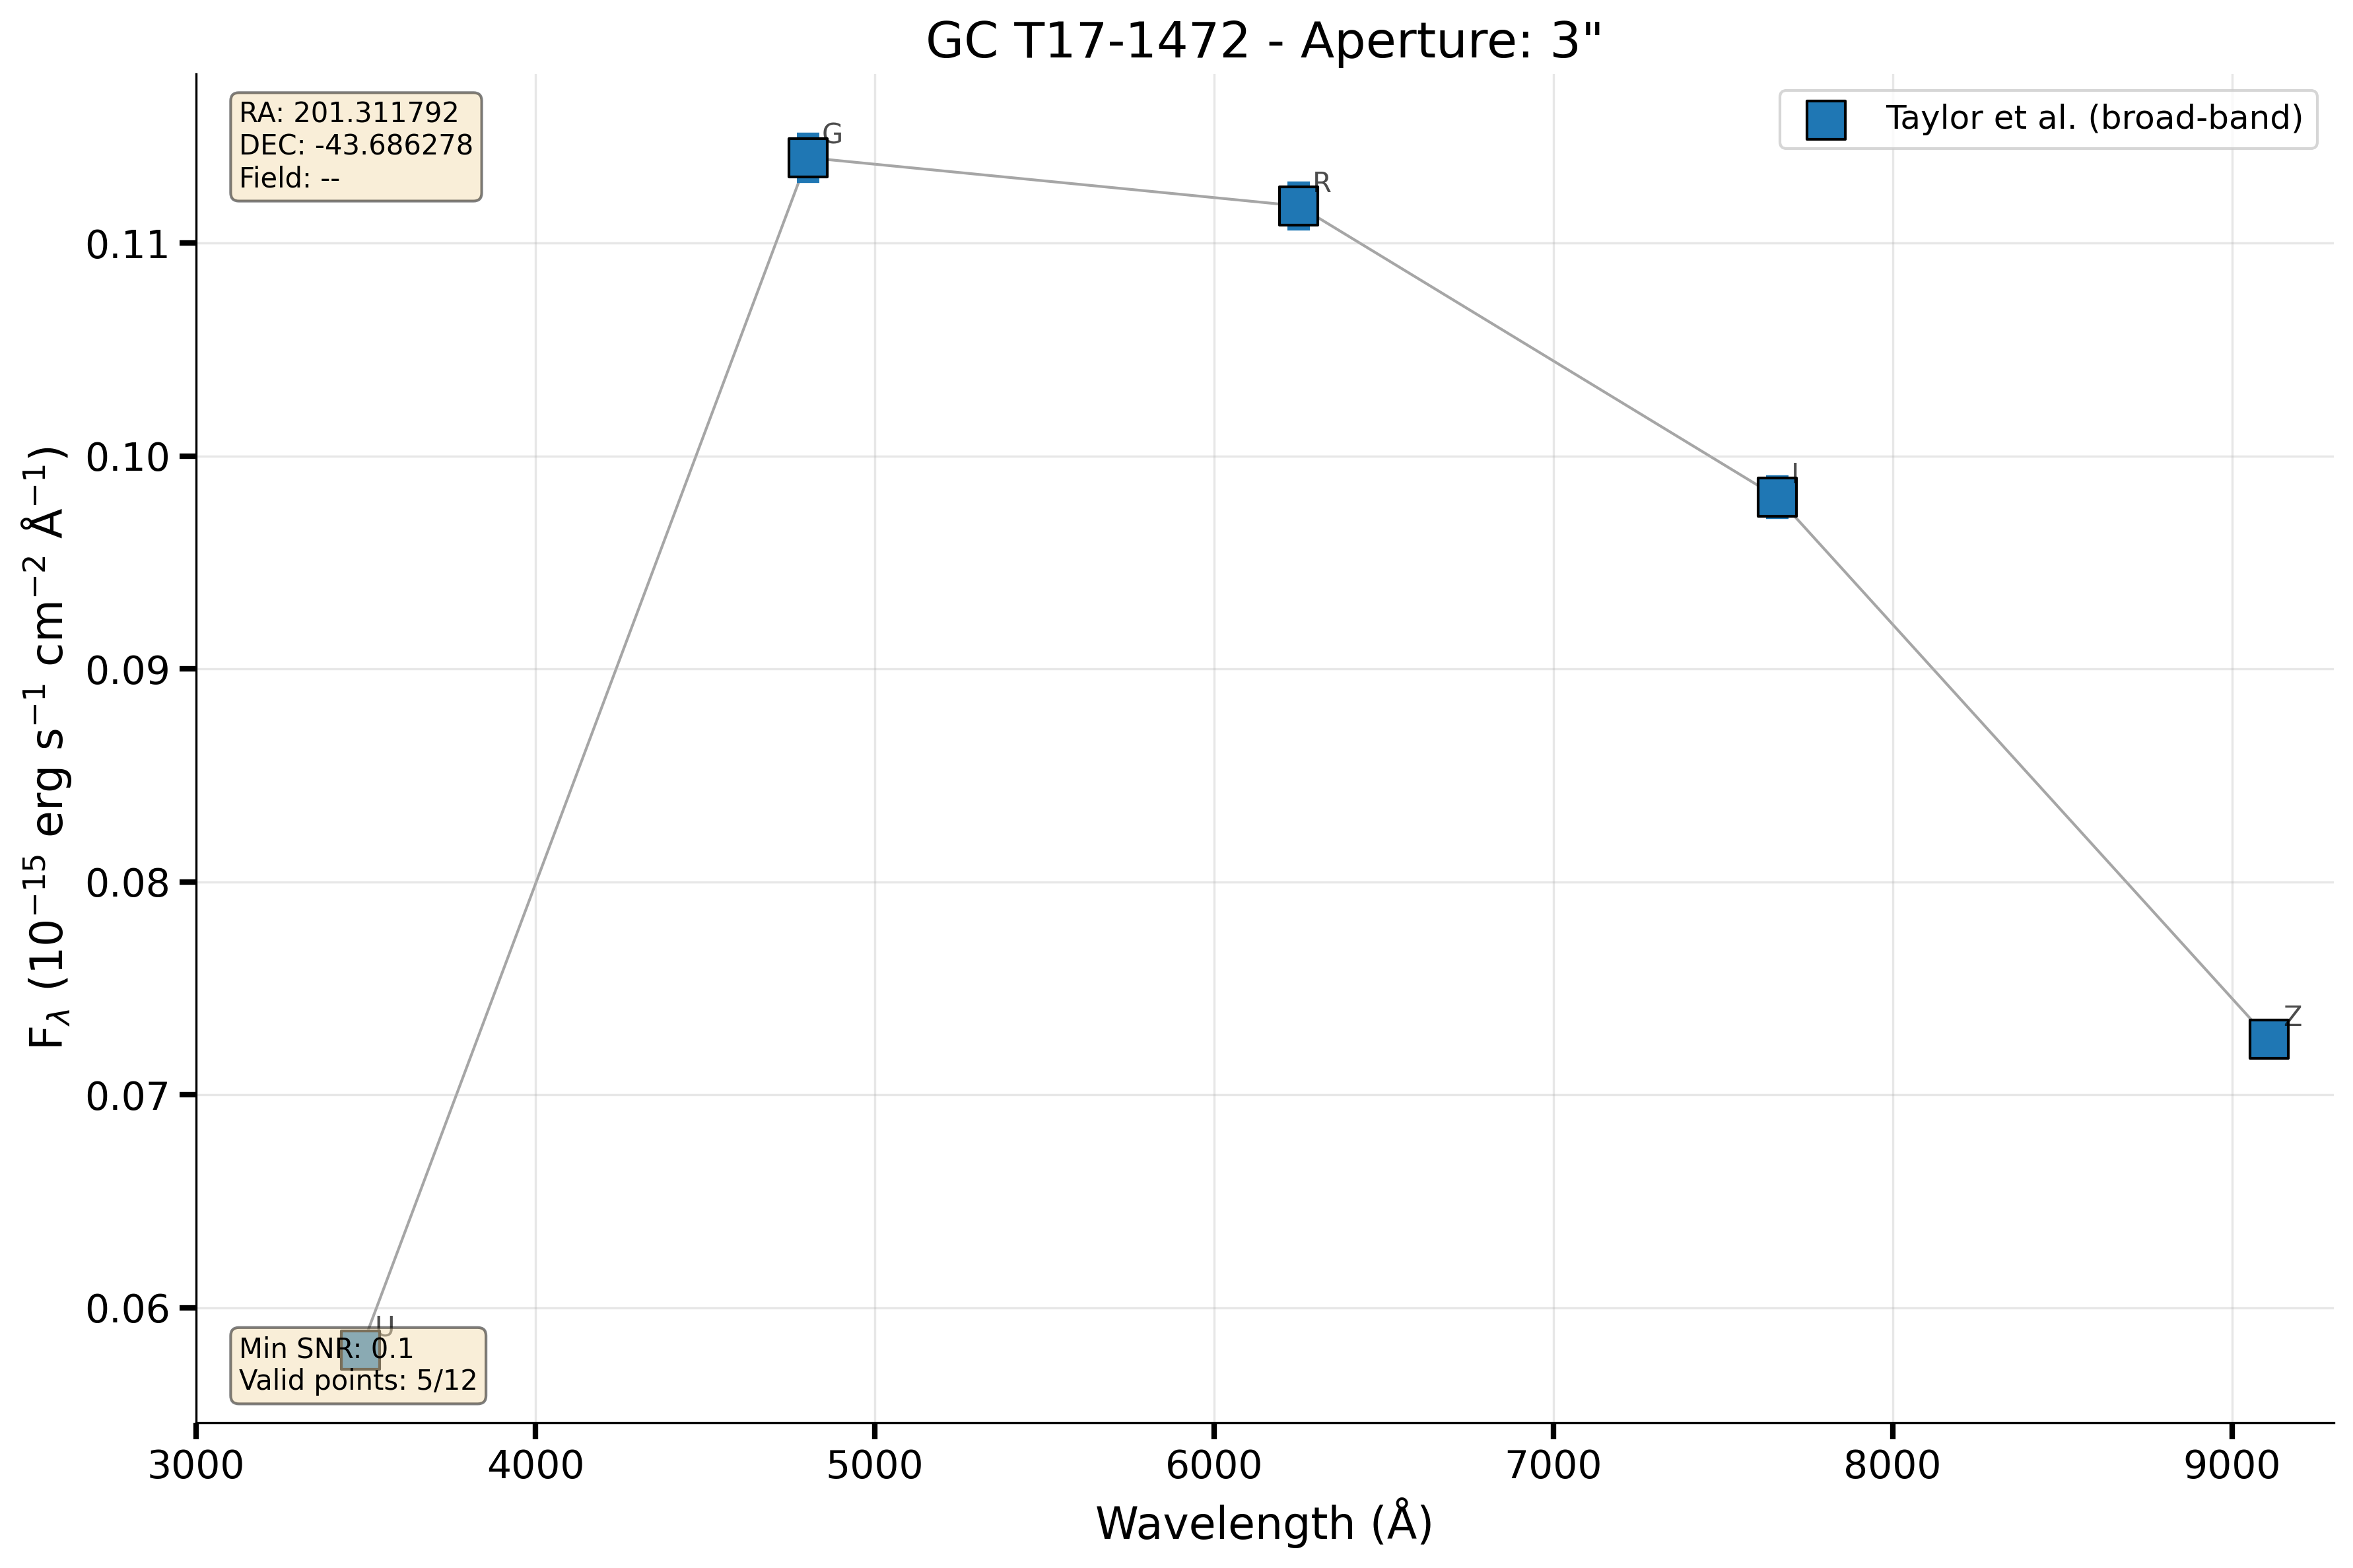 GC T17-1472 - Aperture: 3"
RA: 201.311792
DEC: -43.686278
Field: --
Taylor et al. (broad-band)
G
R
I
Z
U
Min SNR: 0.1
Valid points: 5/12
0.11
0.10
0.09
0.08
0.07
0.06
F_λ (10⁻¹⁵ erg s⁻¹ cm⁻² Å⁻¹)
3000 4000 5000 6000 7000 8000 9000
Wavelength (Å)